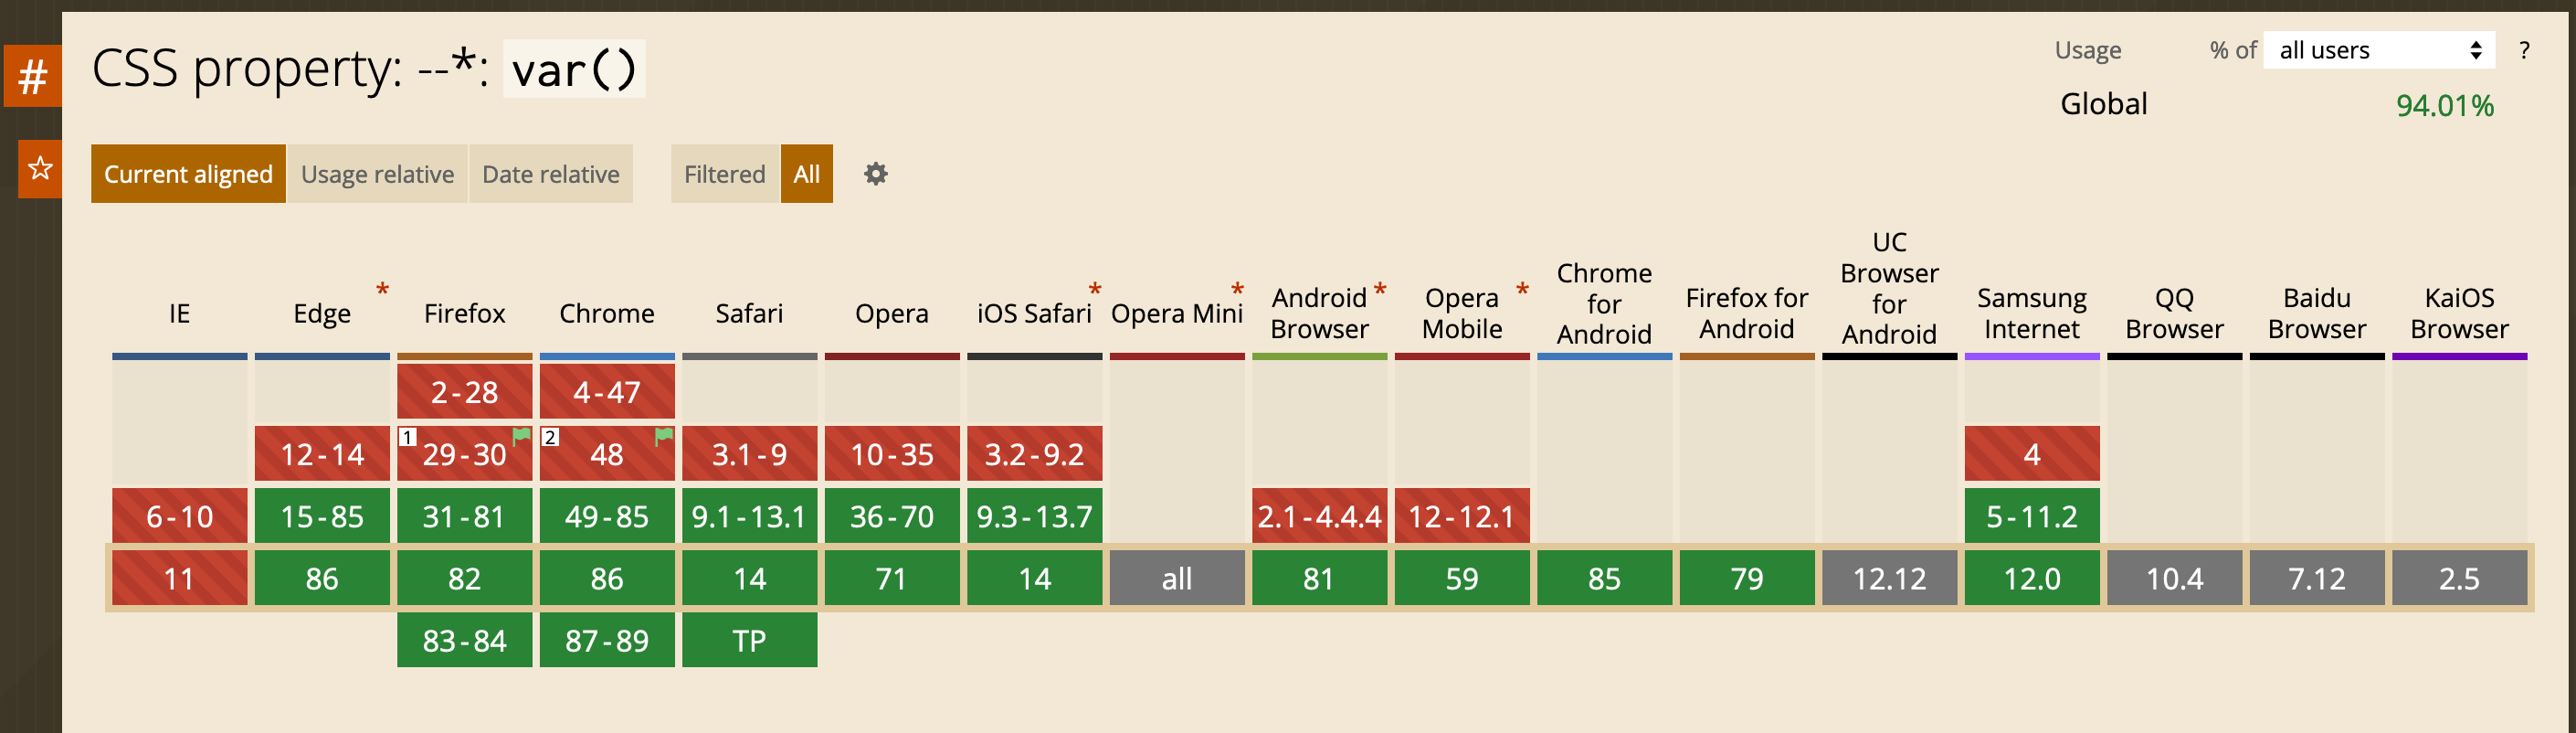 #
CSS property: --*: var()
Usage % of all users ?
Global 94.01%
☆
Current aligned Usage relative Date relative Filtered All
IE
Edge *
Firefox
Chrome
Safari
Opera
iOS Safari *
Opera Mini *
Android *
Browser
Opera *
Mobile
Chrome
for
Android
Firefox for
Android
UC
Browser
for
Android
Samsung
Internet
QQ
Browser
Baidu
Browser
KaiOS
Browser
2-28 4-47
12-14 1 29-30 2 48 3.1-9 10-35 3.2-9.2 4
6-10 15-85 31-81 49-85 9.1-13.1 36-70 9.3-13.7 2.1-4.4.4 12-12.1 5-11.2
11 86 82 86 14 71 14 all 81 59 85 79 12.12 12.0 10.4 7.12 2.5
83-84 87-89 TP